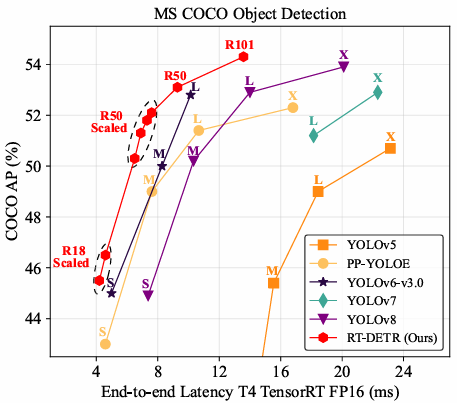 MS COCO Object Detection
R101
54
X
R50
L
L
X
X
R50
Scaled
52
L
L
X
M
M
50
M
L
48
COCO AP (%)
R18
Scaled
46
S
M
S
44
S
YOLOv5
PP-YOLOE
YOLOv6-v3.0
YOLOv7
YOLOv8
RT-DETR (Ours)
4 8 12 16 20 24
End-to-end Latency T4 TensorRT FP16 (ms)